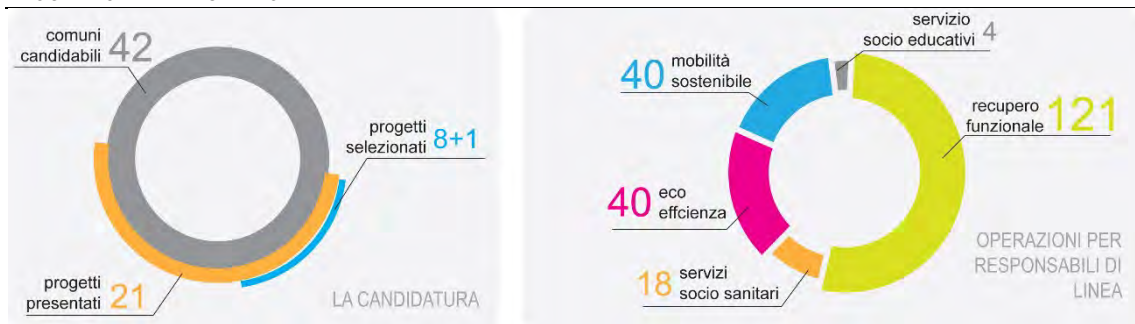 comuni
candidabili 42
progetti
selezionati 8+1
progetti
presentati 21
LA CANDIDATURA
servizio
socio educativi 4
40 mobilità
sostenibile
recupero
funzionale 121
40 eco
effcienza
18 servizi
socio sanitari
OPERAZIONI PER
RESPONSABILI DI
LINEA